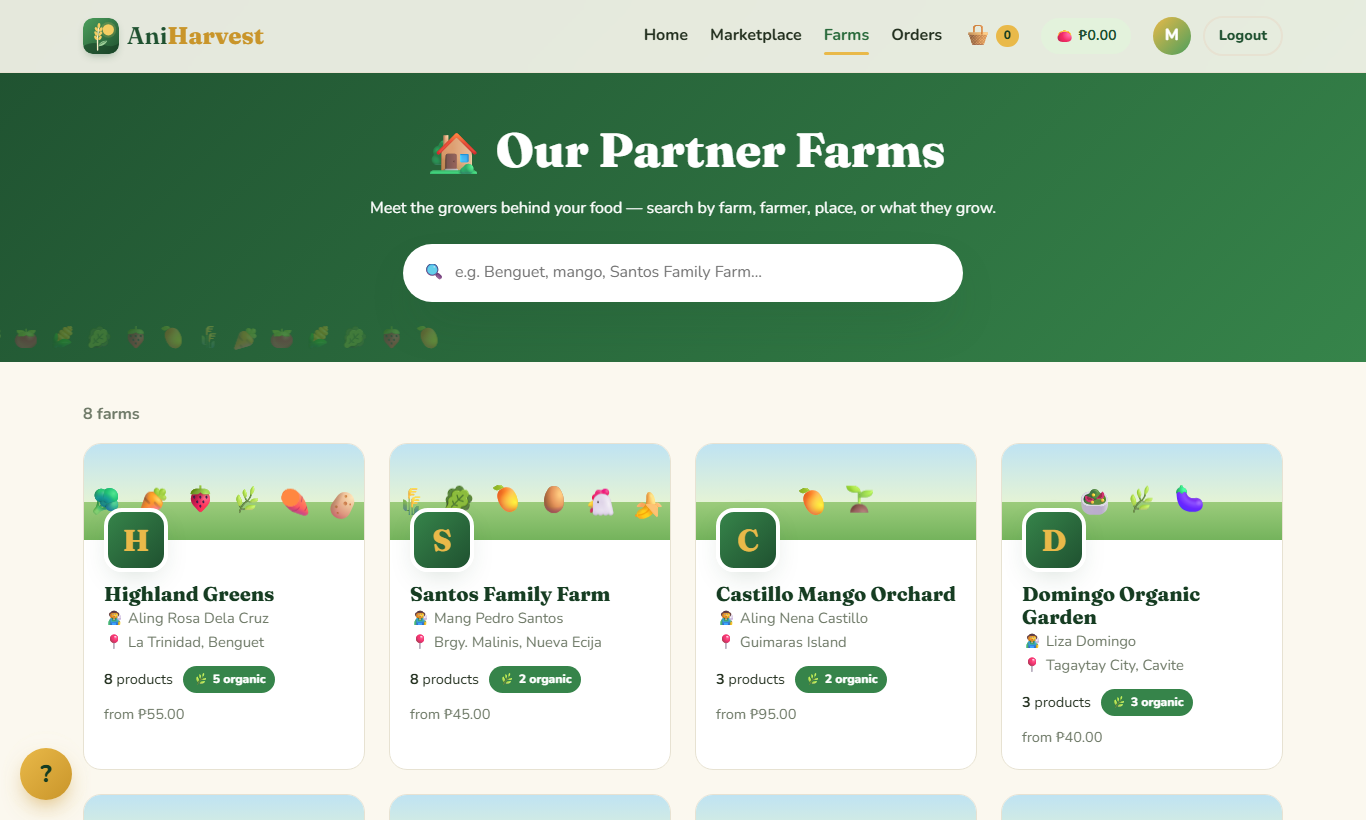 AniHarvest
Home Marketplace Farms Orders 0 ₱0.00 M Logout
Our Partner Farms
Meet the growers behind your food — search by farm, farmer, place, or what they grow.
e.g. Benguet, mango, Santos Family Farm...
8 farms
H
Highland Greens
Aling Rosa Dela Cruz
La Trinidad, Benguet
8 products 5 organic
from ₱55.00
S
Santos Family Farm
Mang Pedro Santos
Brgy. Malinis, Nueva Ecija
8 products 2 organic
from ₱45.00
C
Castillo Mango Orchard
Aling Nena Castillo
Guimaras Island
3 products 2 organic
from ₱95.00
D
Domingo Organic
Garden
Liza Domingo
Tagaytay City, Cavite
3 products 3 organic
from ₱40.00
?